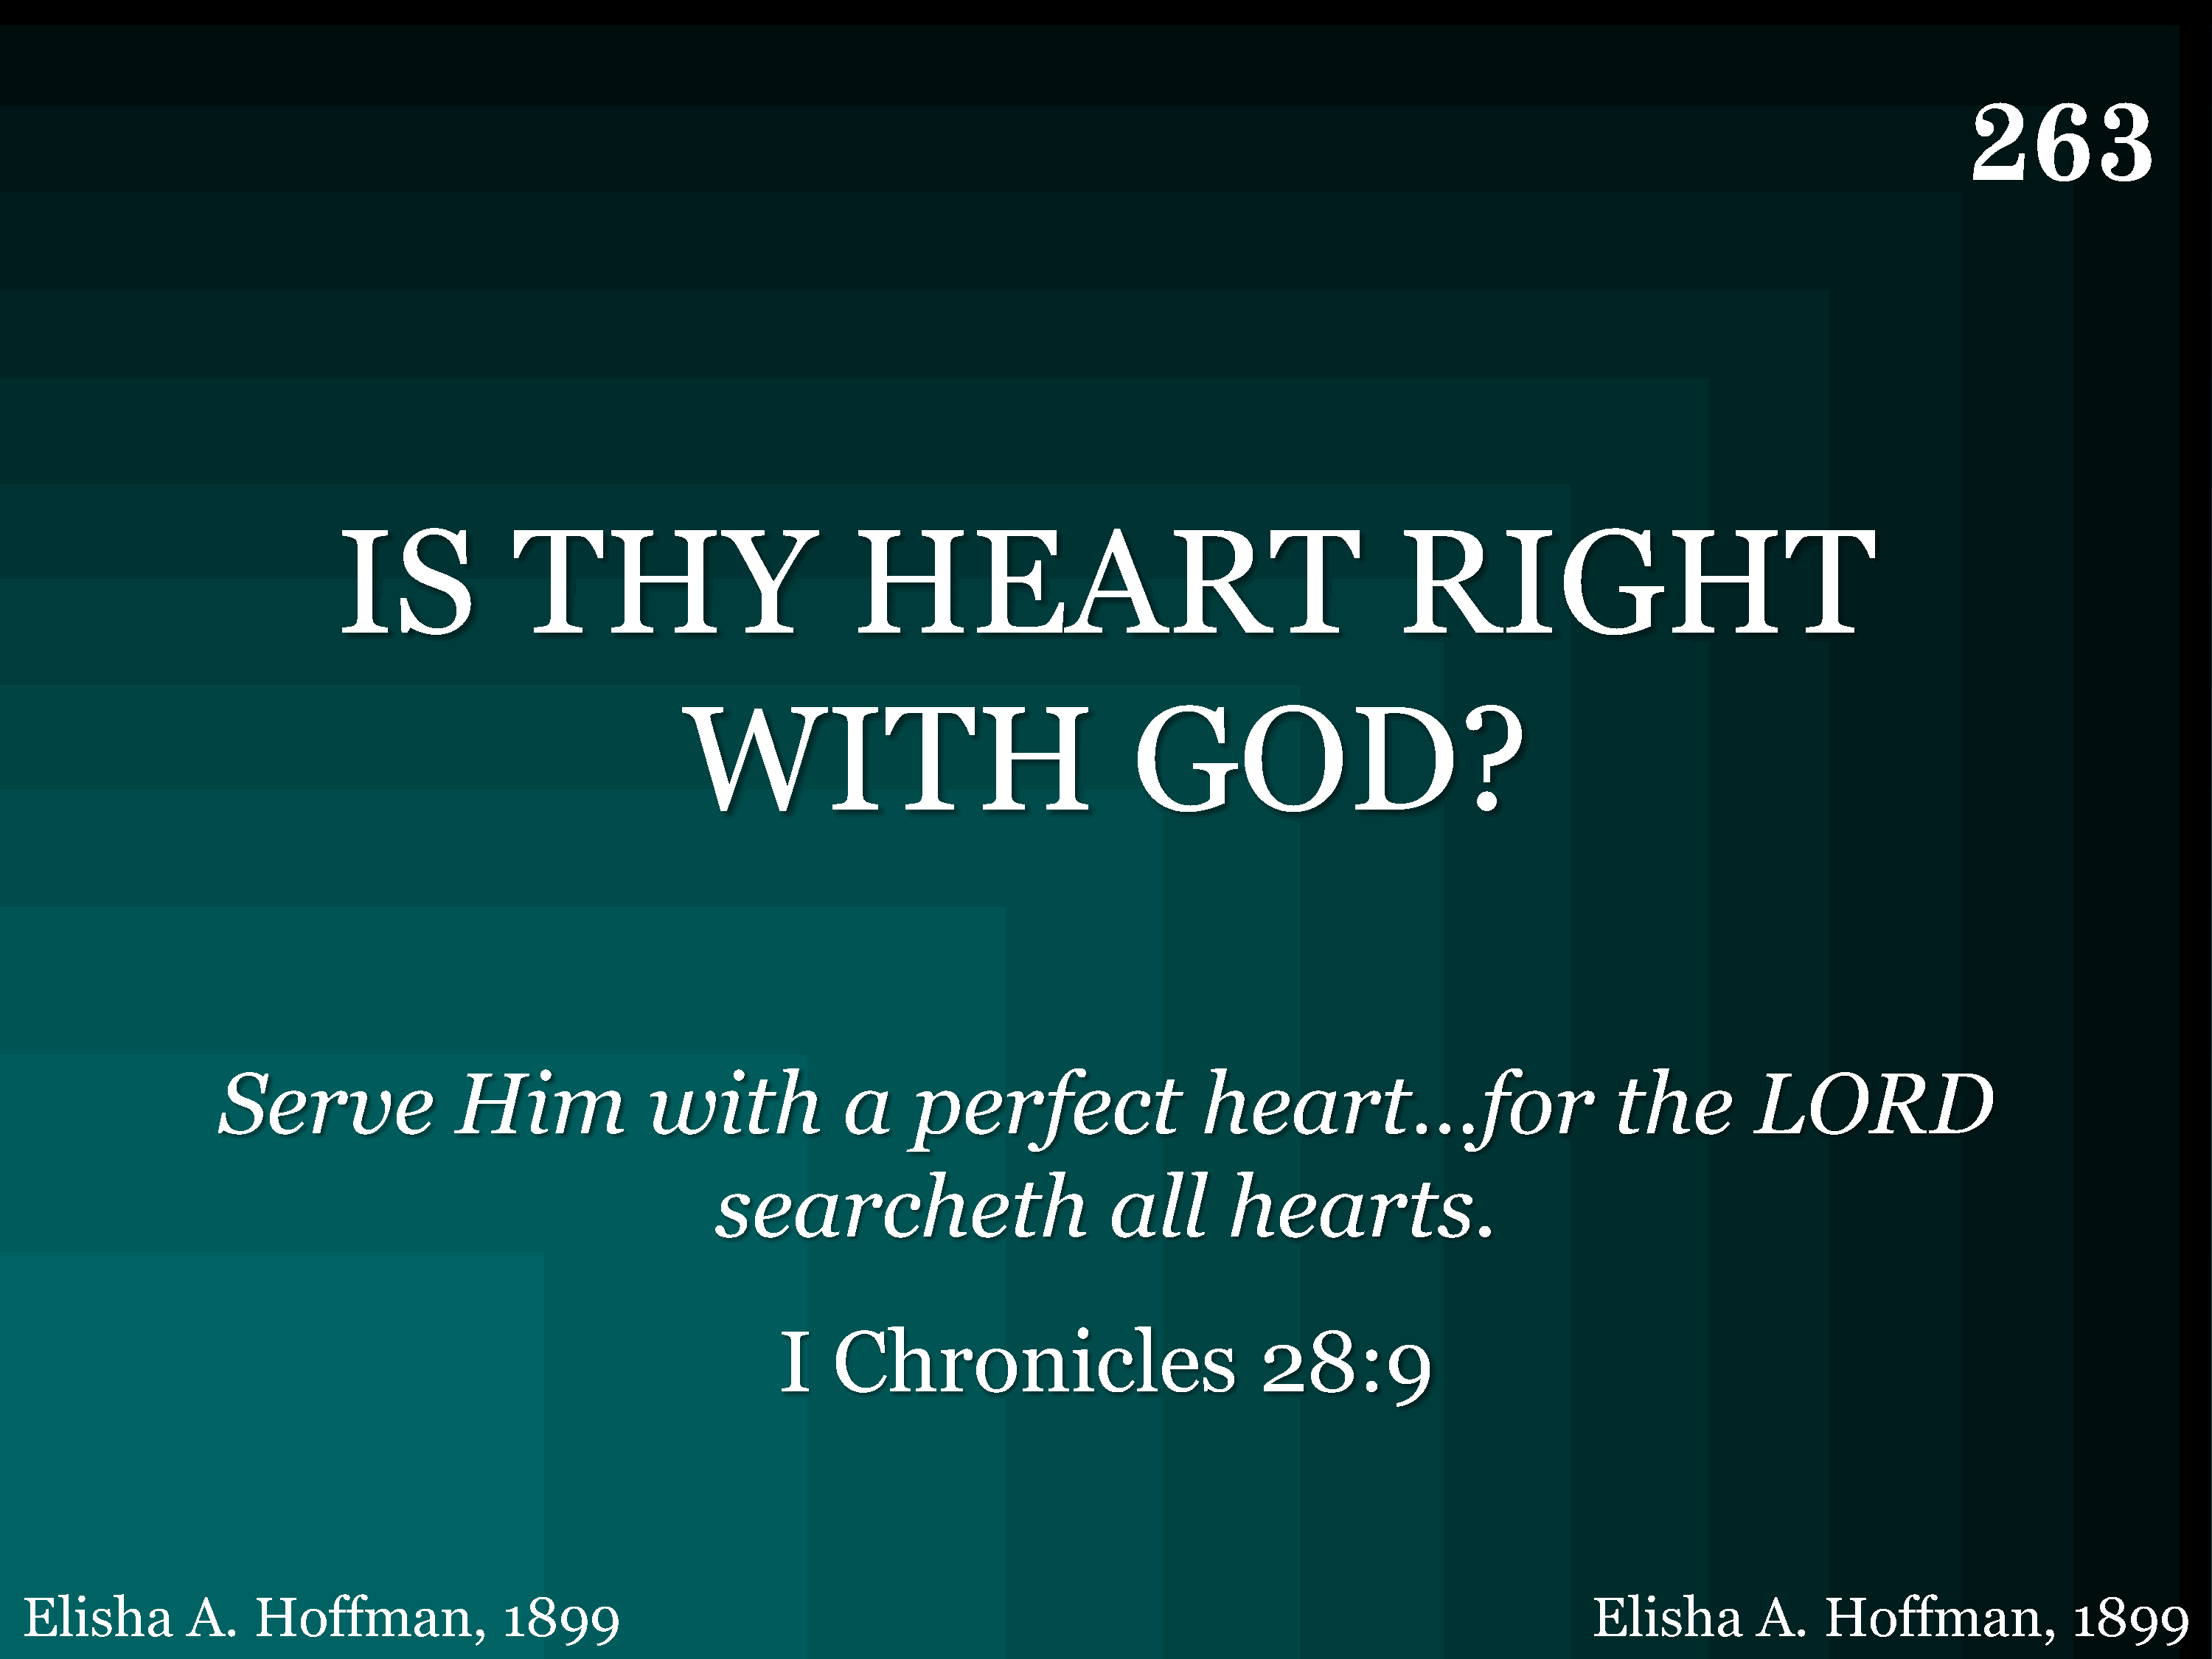 263
IS THY HEART RIGHT
WITH GOD?
Serve Him with a perfect heart...for the LORD
searcheth all hearts.
I Chronicles 28:9
Elisha A. Hoffman, 1899
Elisha A. Hoffman, 1899